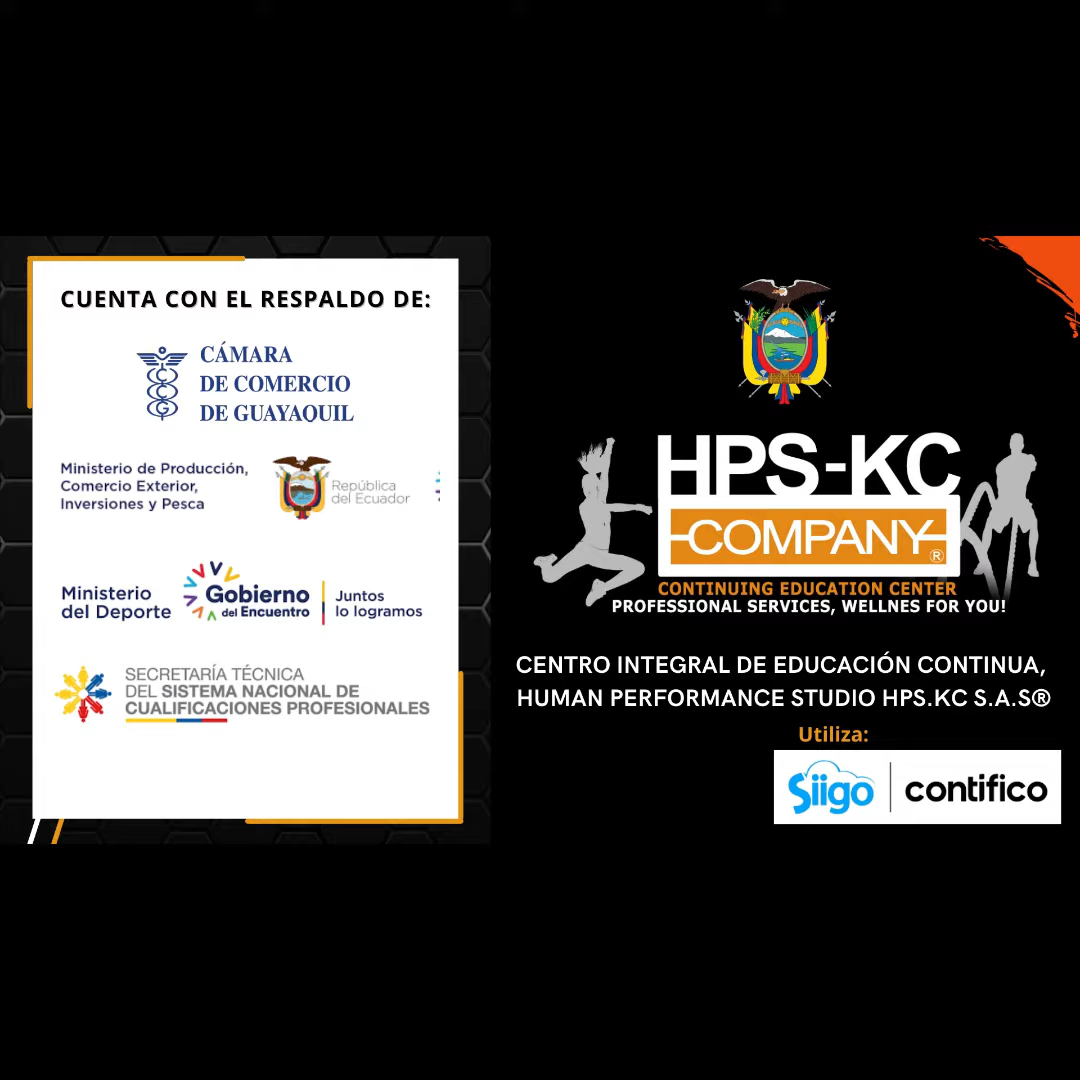 CUENTA CON EL RESPALDO DE:
CÁMARA
DE COMERCIO
DE GUAYAQUIL
Ministerio de Producción,
Comercio Exterior,
Inversiones y Pesca
República
del Ecuador
Ministerio
del Deporte
Gobierno
del Encuentro
Juntos
lo logramos
SECRETARÍA TÉCNICA
DEL SISTEMA NACIONAL DE
CUALIFICACIONES PROFESIONALES
HPS-KC
COMPANY®
CONTINUING EDUCATION CENTER
PROFESSIONAL SERVICES, WELLNES FOR YOU!
CENTRO INTEGRAL DE EDUCACIÓN CONTINUA,
HUMAN PERFORMANCE STUDIO HPS.KC S.A.S®
Utiliza:
Siigo | contifico